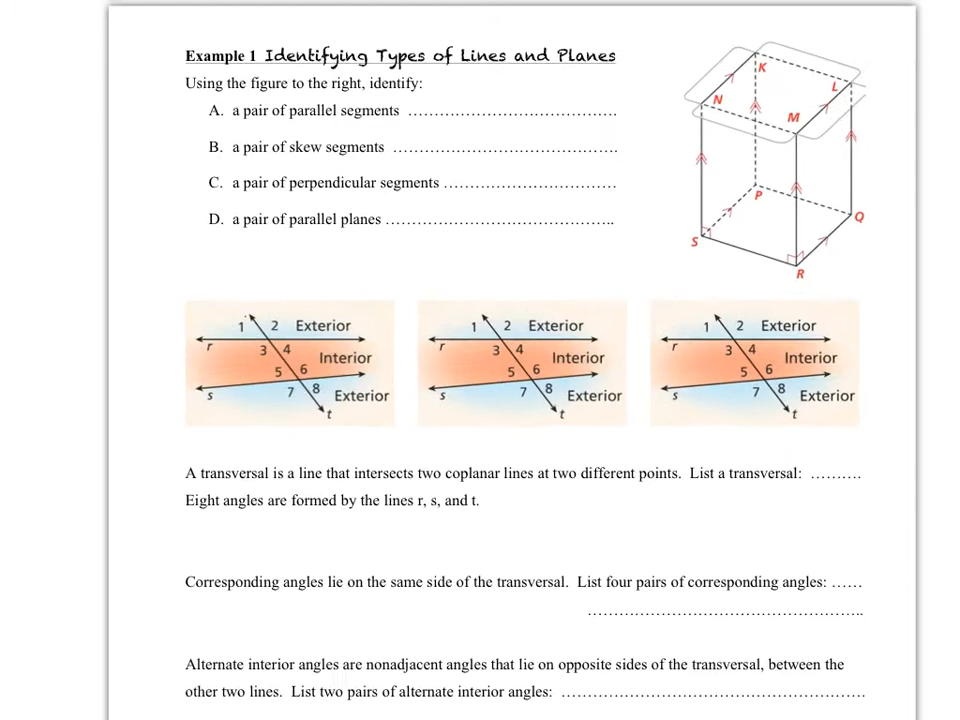 Example 1 Identifying Types of Lines and Planes
Using the figure to the right, identify:
A. a pair of parallel segments ……………………………………
B. a pair of skew segments ……………………………………
C. a pair of perpendicular segments ……………………………
D. a pair of parallel planes ……………………………………..
K
L
N
M
P
Q
S
R
1 2 Exterior
r
3 4
Interior
5 6
7 8
s
Exterior
t
1 2 Exterior
r
3 4
Interior
5 6
7 8
s
Exterior
t
1 2 Exterior
r
3 4
Interior
5 6
7 8
s
Exterior
t
A transversal is a line that intersects two coplanar lines at two different points. List a transversal: ……….
Eight angles are formed by the lines r, s, and t.
Corresponding angles lie on the same side of the transversal. List four pairs of corresponding angles: ……
……………………………………………..
Alternate interior angles are nonadjacent angles that lie on opposite sides of the transversal, between the
other two lines. List two pairs of alternate interior angles: …………………………………………………